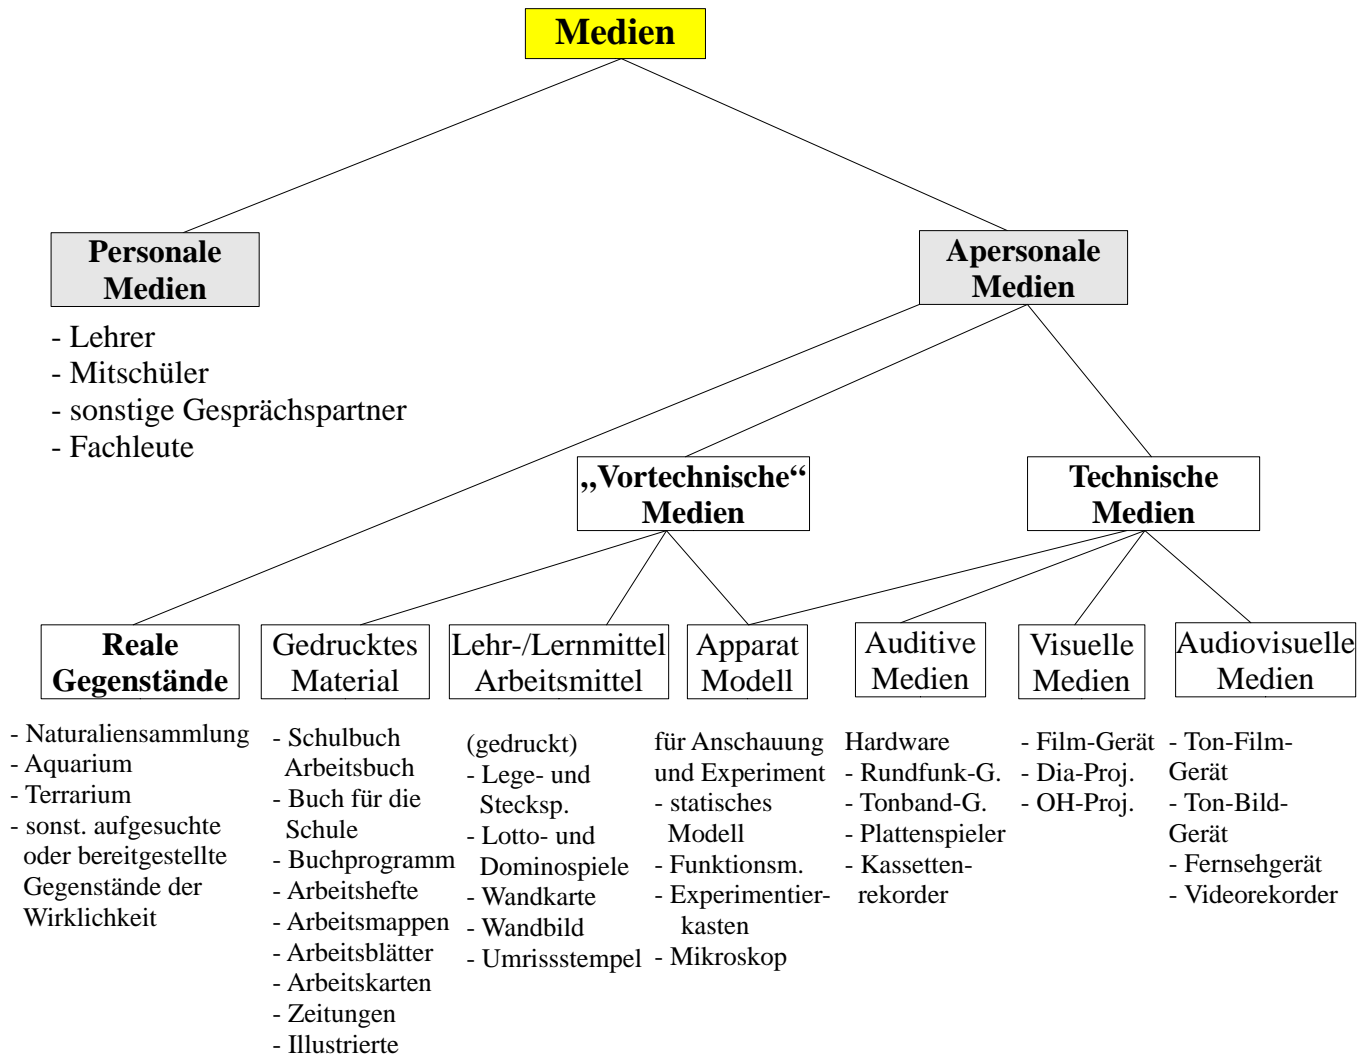 Medien
Personale
Medien
- Lehrer
- Mitschüler
- sonstige Gesprächspartner
- Fachleute
Apersonale
Medien
„Vortechnische“
Medien
Technische
Medien
Reale
Gegenstände
- Naturaliensammlung
- Aquarium
- Terrarium
- sonst. aufgesuchte
oder bereitgestellte
Gegenstände der
Wirklichkeit
Gedrucktes
Material
- Schulbuch
Arbeitsbuch
- Buch für die
Schule
- Buchprogramm
- Arbeitshefte
- Arbeitsmappen
- Arbeitsblätter
- Arbeitskarten
- Zeitungen
- Illustrierte
Lehr-/Lernmittel
Arbeitsmittel
(gedruckt)
- Lege- und
Stecksp.
- Lotto- und
Dominospiele
- Wandkarte
- Wandbild
- Umrissstempel
Apparat
Modell
für Anschauung
und Experiment
- statisches
Modell
- Funktionsm.
- Experimentier-
kasten
- Mikroskop
Auditive
Medien
Hardware
- Rundfunk-G.
- Tonband-G.
- Plattenspieler
- Kassetten-
rekorder
Visuelle
Medien
- Film-Gerät
- Dia-Proj.
- OH-Proj.
Audiovisuelle
Medien
- Ton-Film-
Gerät
- Ton-Bild-
Gerät
- Fernsehgerät
- Videorekorder